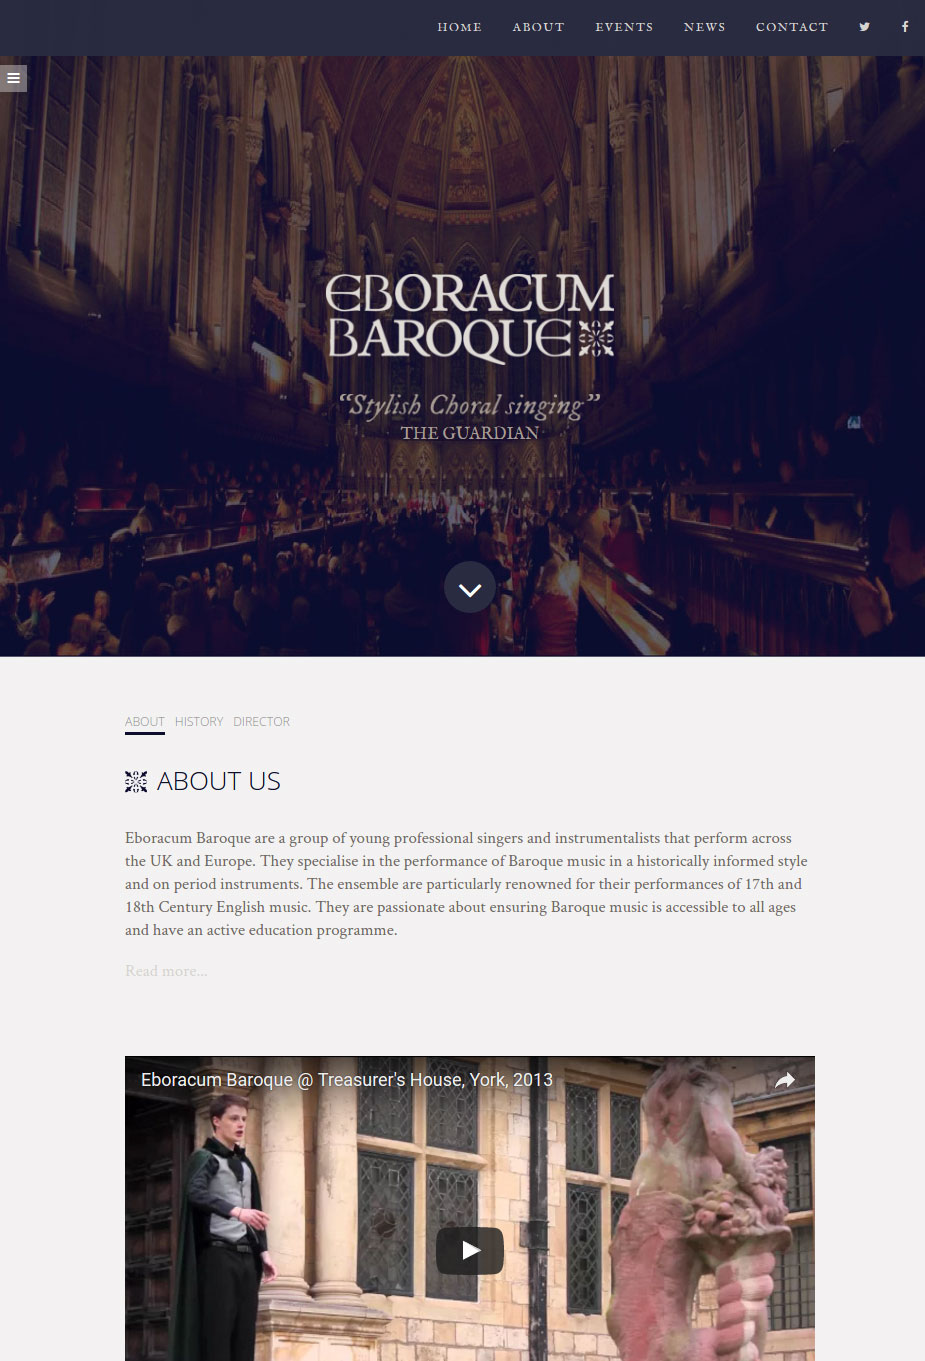 HOME ABOUT EVENTS NEWS CONTACT
EBORACUM
BAROQUE
“Stylish Choral singing”
THE GUARDIAN
ABOUT HISTORY DIRECTOR
ABOUT US
Eboracum Baroque are a group of young professional singers and instrumentalists that perform across
the UK and Europe. They specialise in the performance of Baroque music in a historically informed style
and on period instruments. The ensemble are particularly renowned for their performances of 17th and
18th Century English music. They are passionate about ensuring Baroque music is accessible to all ages
and have an active education programme.
Read more...
Eboracum Baroque @ Treasurer's House, York, 2013